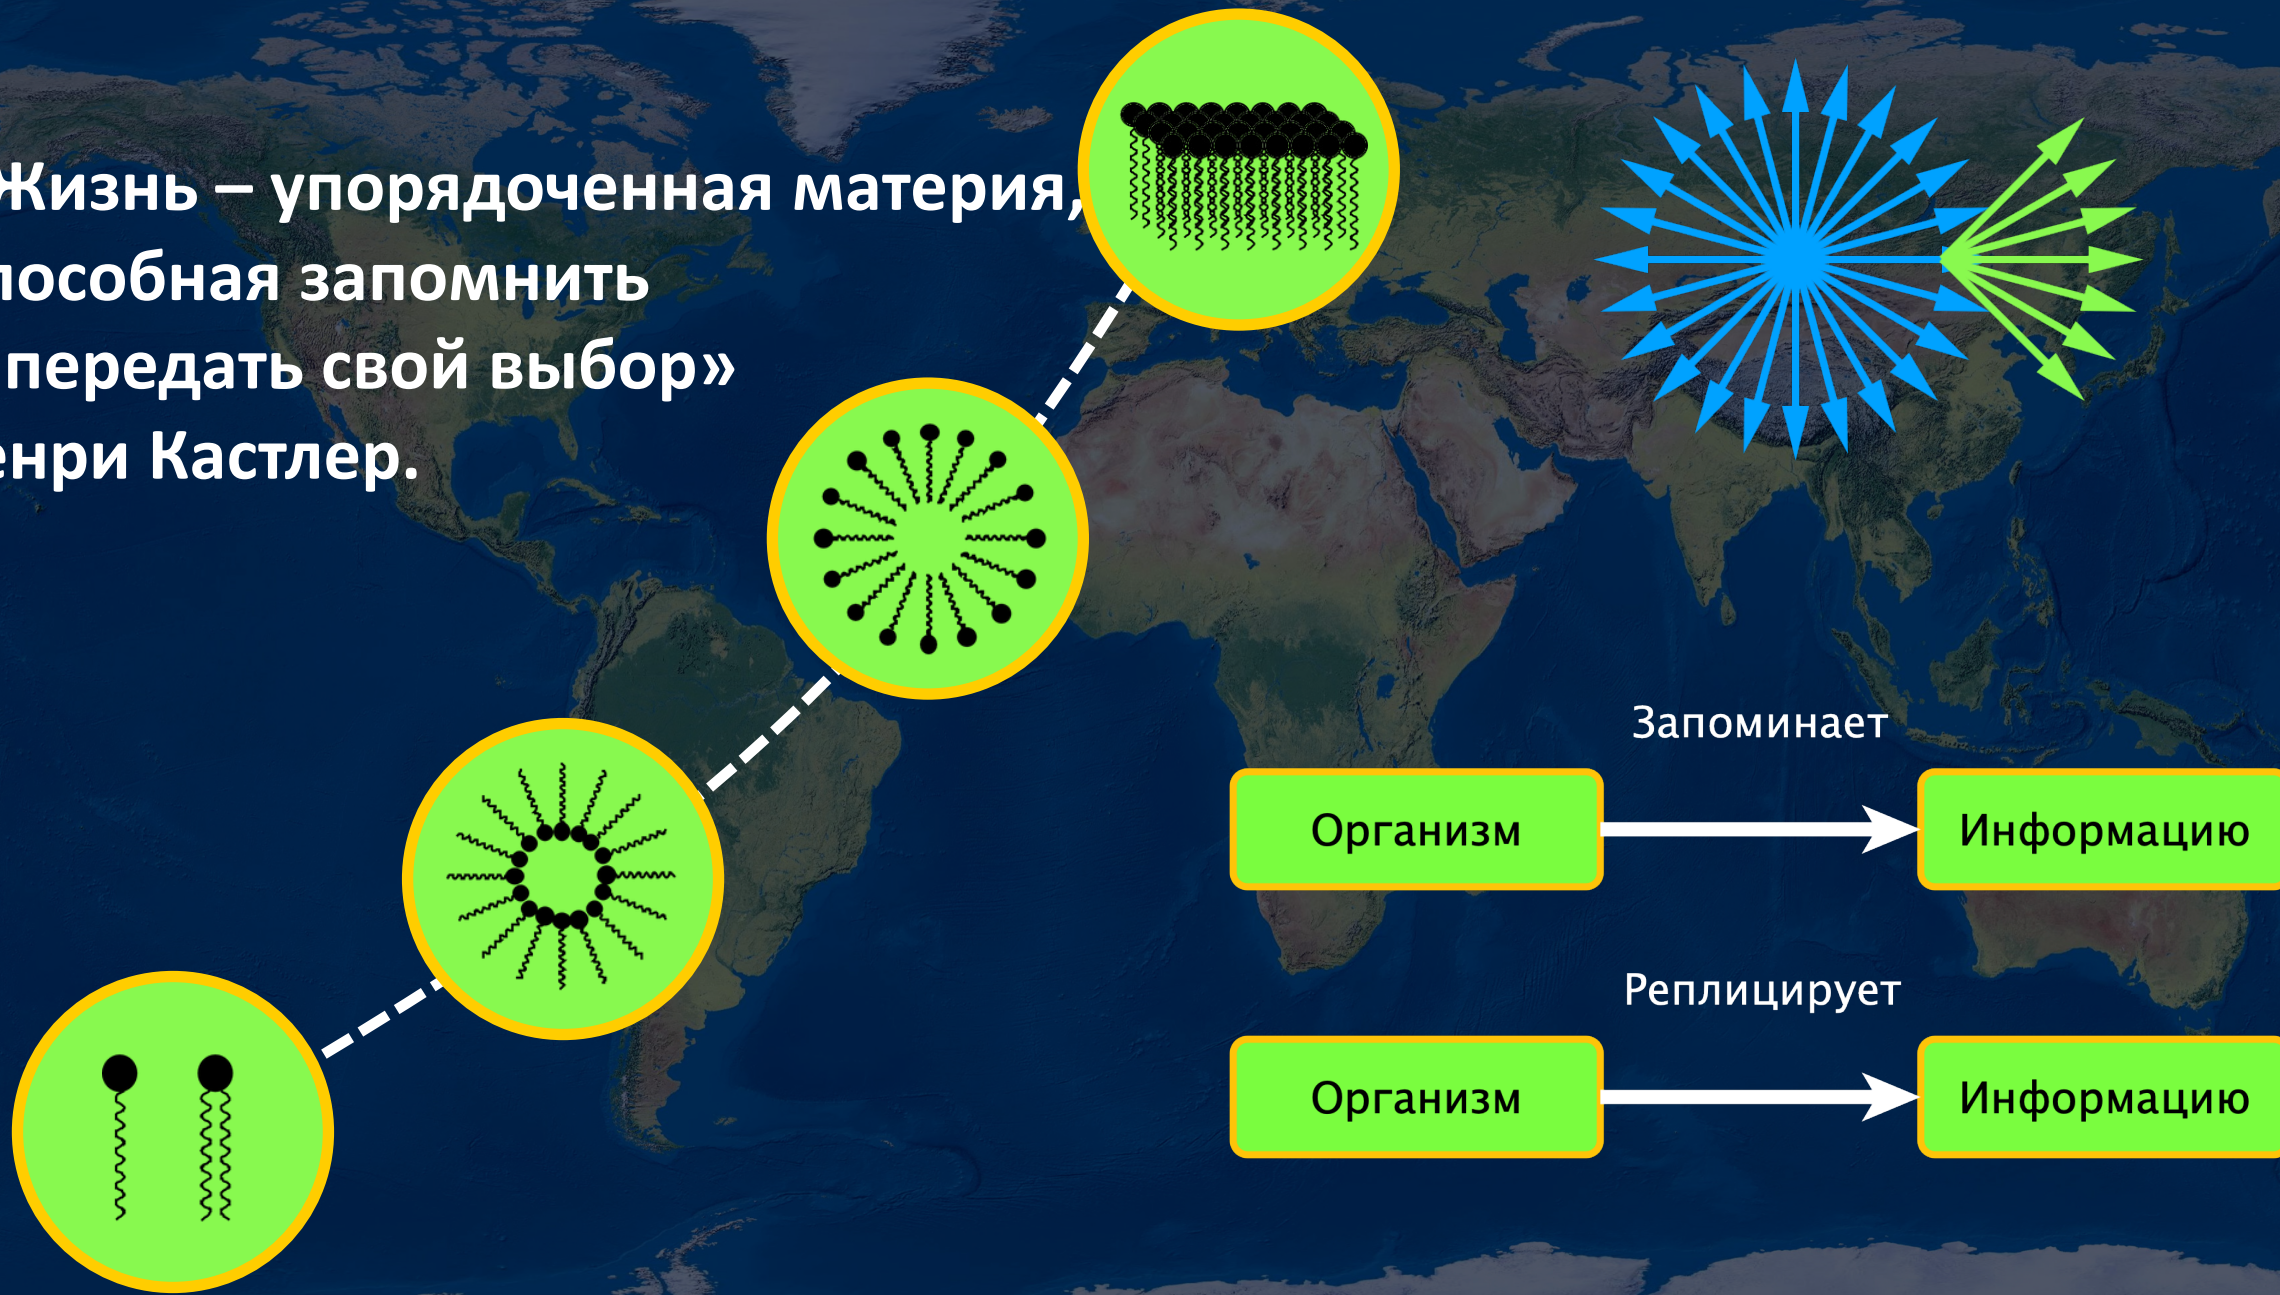 Жизнь – упорядоченная материя,
пособная запомнить
передать свой выбор»
енри Кастлер.
Запоминает
Организм
Информацию
Реплицирует
Организм
Информацию